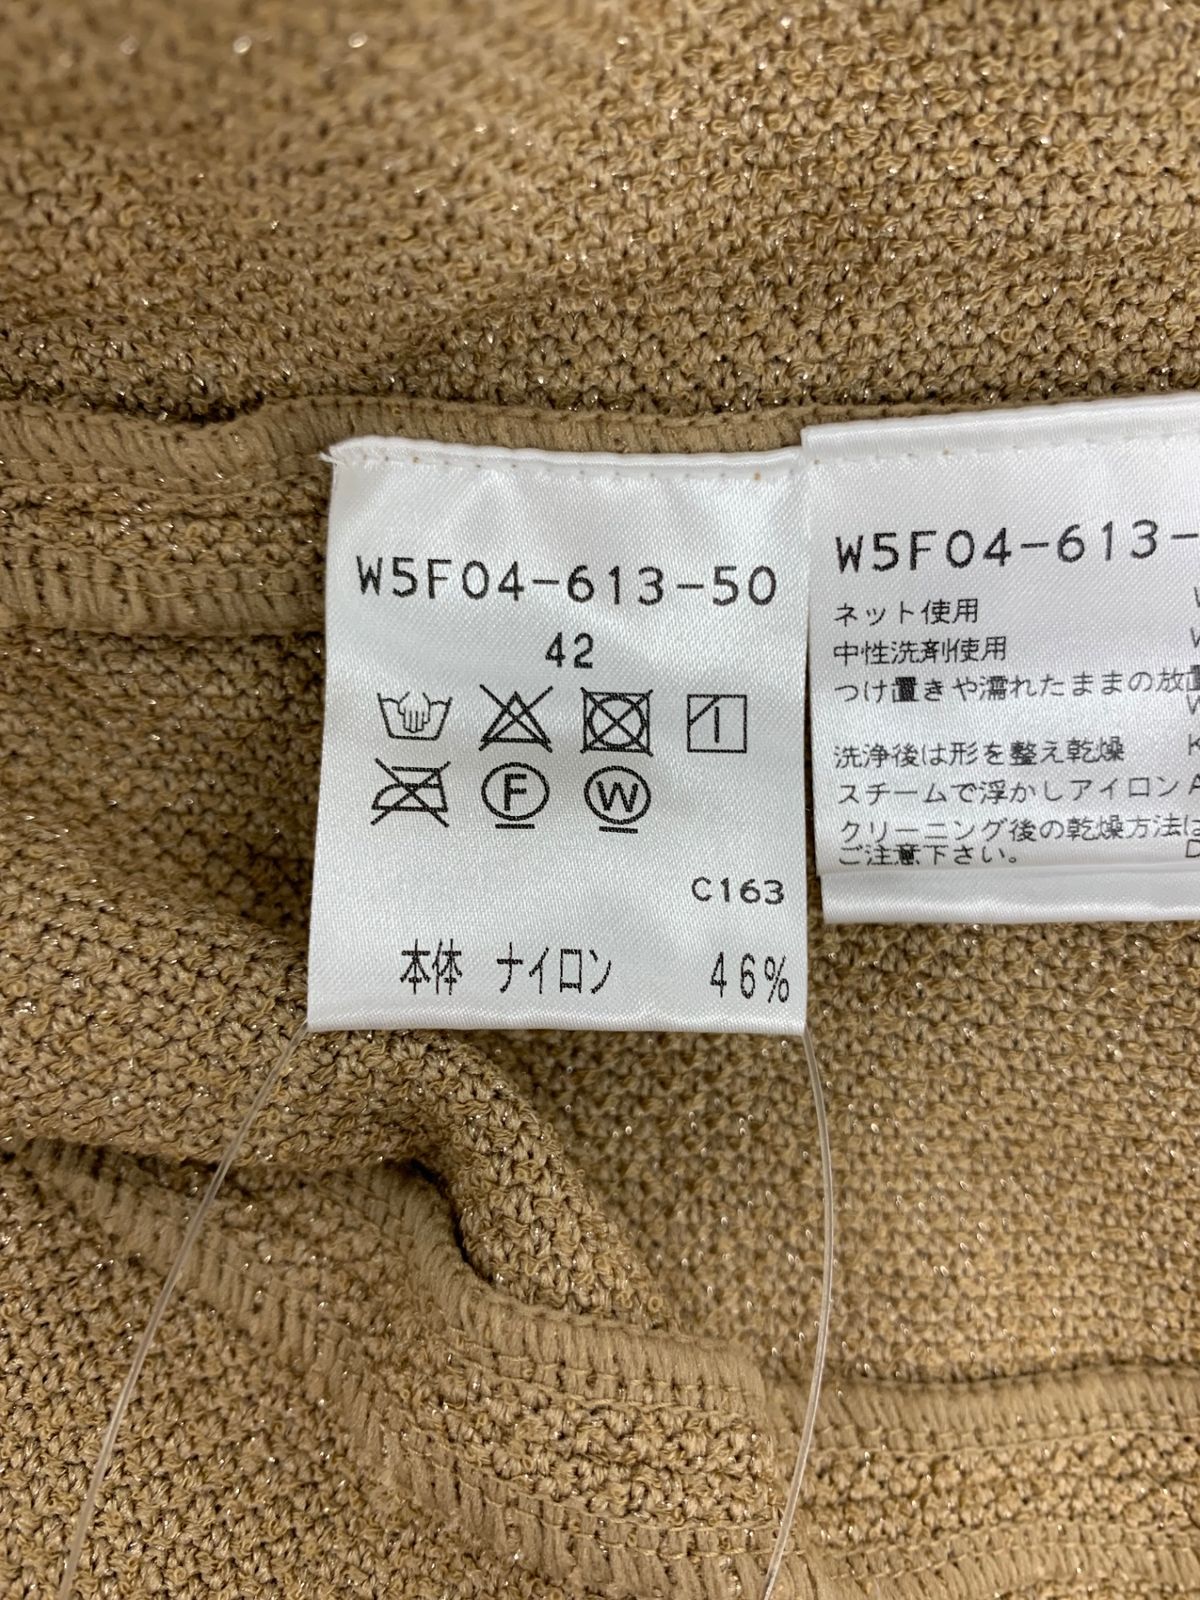 W5F04-613-50
42
F W
C163
本体 ナイロン 46%
W5F04-613-
ネット使用
中性洗剤使用
つけ置きや濡れたままの放置
洗浄後は形を整え乾燥
スチームで浮かしアイロン
クリーニング後の乾燥方法は
ご注意下さい。